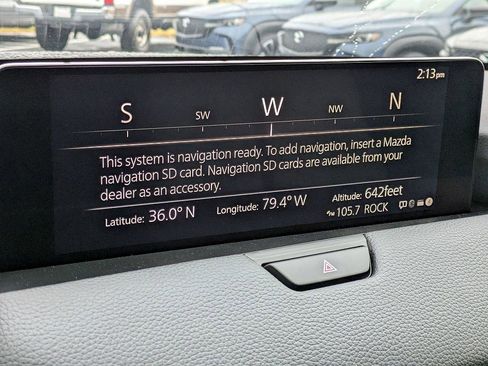 2:13pm
S SW W NW N
This system is navigation ready. To add navigation, insert a Mazda
navigation SD card. Navigation SD cards are available from your
dealer as an accessory.
Latitude: 36.0° N Longitude: 79.4° W Altitude: 642feet
105.7 ROCK